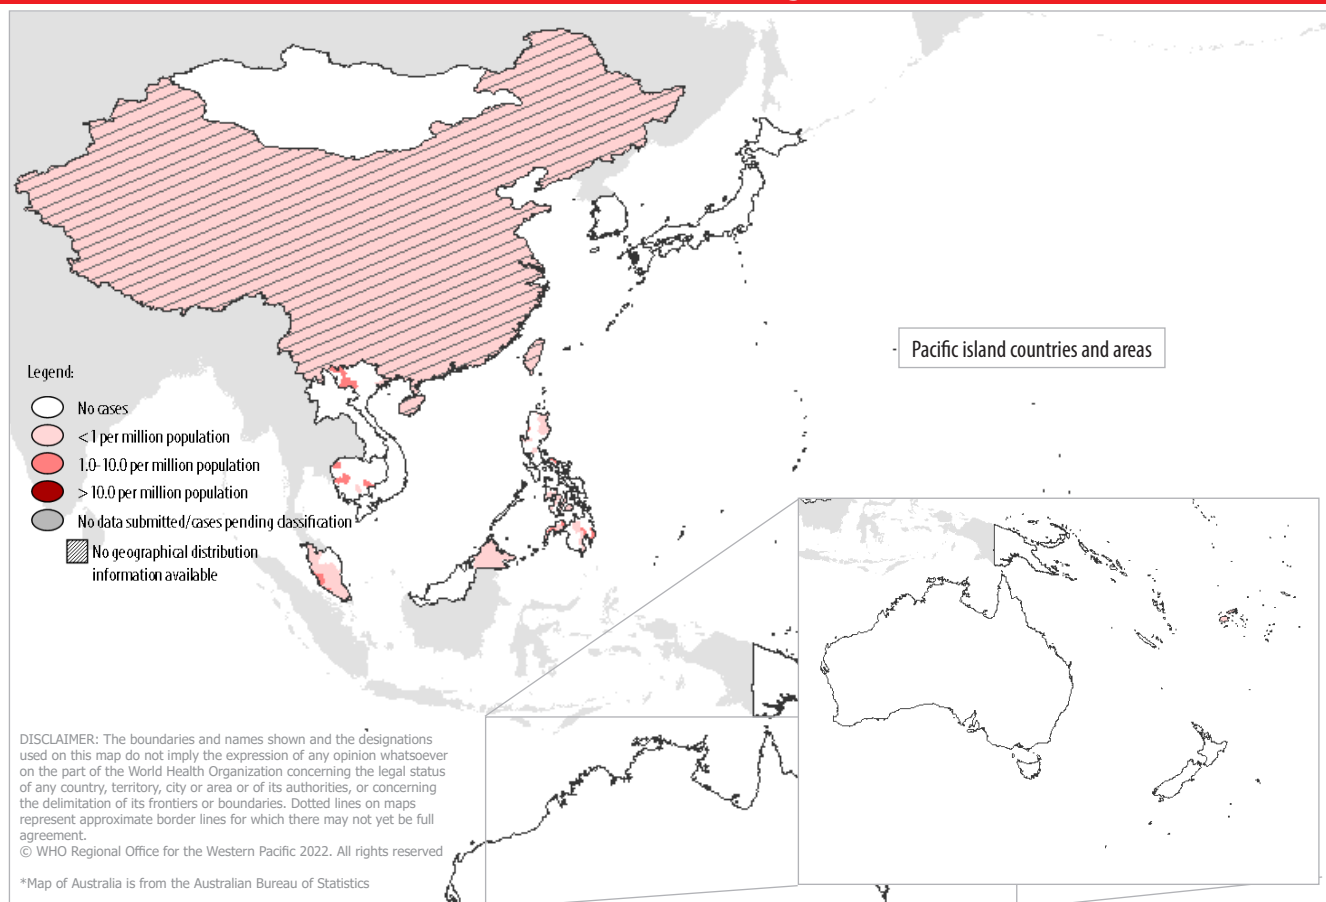 Pacific island countries and areas
Legend:
No cases
< 1 per million population
1.0-10.0 per million population
> 10.0 per million population
No data submitted/cases pending classification
No geographical distribution
information available
DISCLAIMER: The boundaries and names shown and the designations
used on this map do not imply the expression of any opinion whatsoever
on the part of the World Health Organization concerning the legal status
of any country, territory, city or area or of its authorities, or concerning
the delimitation of its frontiers or boundaries. Dotted lines on maps
represent approximate border lines for which there may not yet be full
agreement.
© WHO Regional Office for the Western Pacific 2022. All rights reserved
*Map of Australia is from the Australian Bureau of Statistics